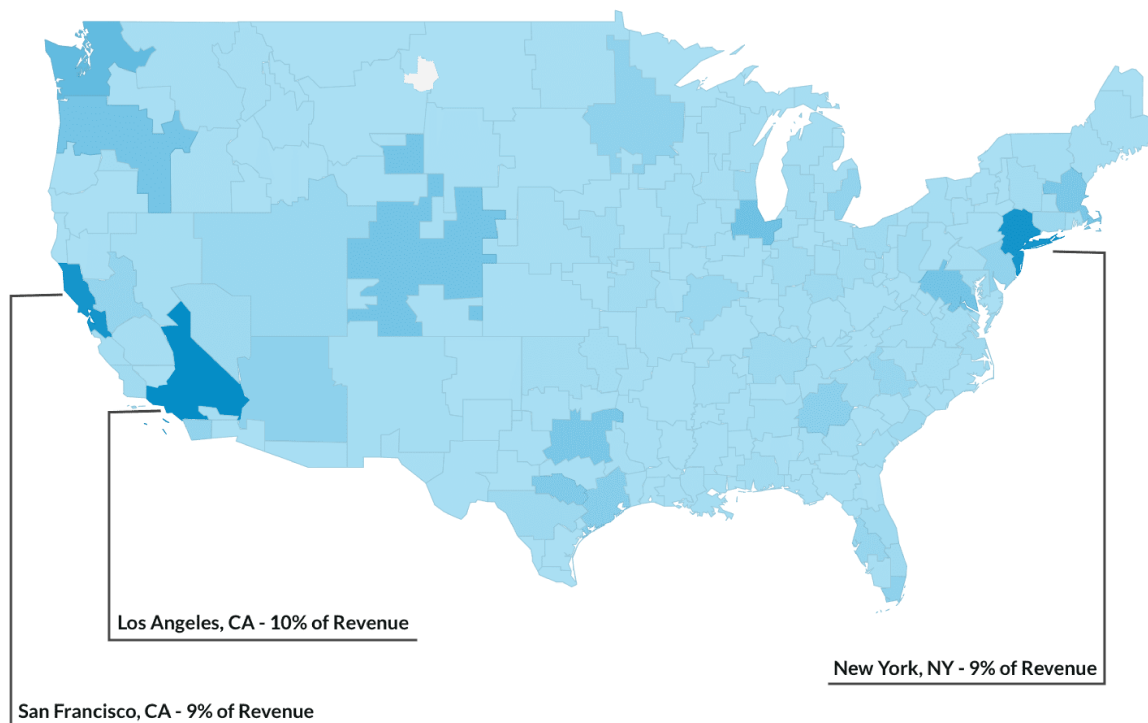 Los Angeles, CA - 10% of Revenue
New York, NY - 9% of Revenue
San Francisco, CA - 9% of Revenue